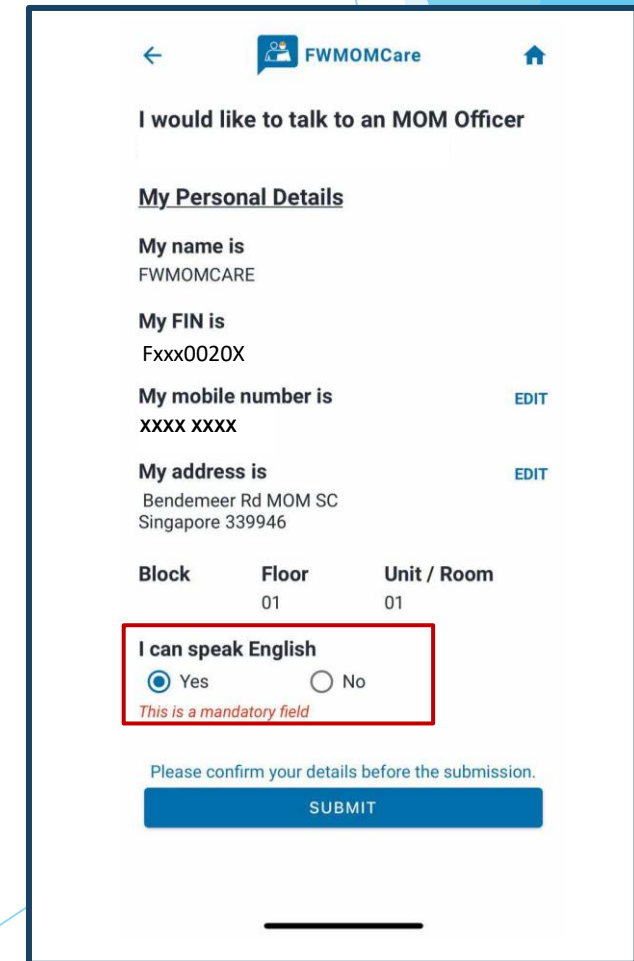 FWMOMCare
I would like to talk to an MOM Officer
My Personal Details
My name is
FWMOMCARE
My FIN is
Fxxx0020X
My mobile number is EDIT
XXXX XXXX
My address is EDIT
Bendemeer Rd MOM SC
Singapore 339946
Block Floor Unit / Room
01 01
I can speak English
Yes No
This is a mandatory field
Please confirm your details before the submission.
SUBMIT